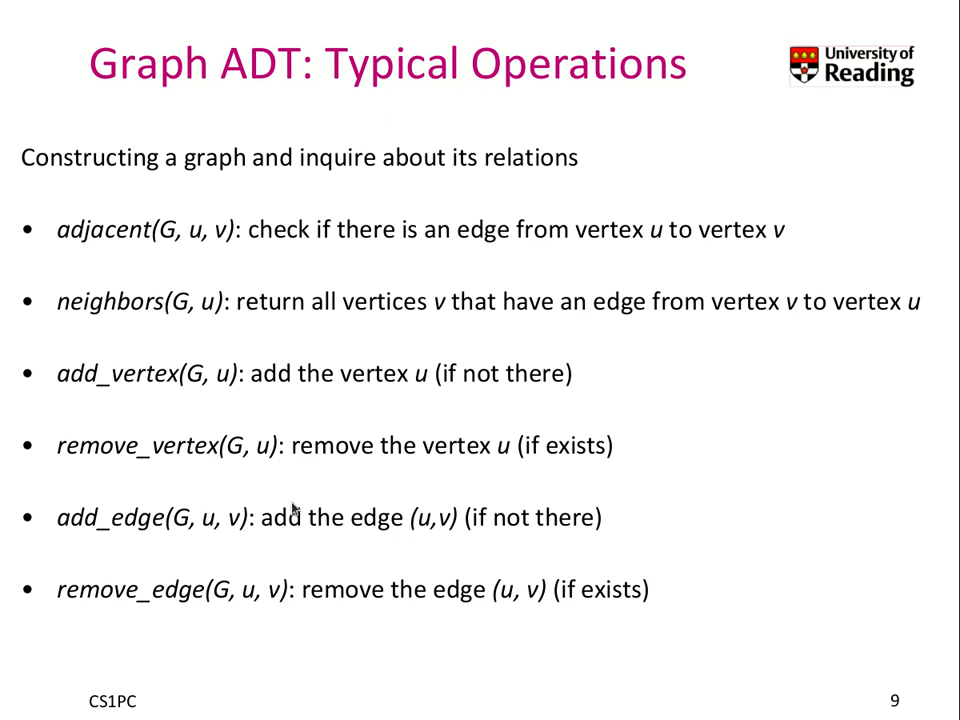 Graph ADT: Typical Operations
University of
Reading
Constructing a graph and inquire about its relations
• adjacent(G, u, v): check if there is an edge from vertex u to vertex v
• neighbors(G, u): return all vertices v that have an edge from vertex v to vertex u
• add_vertex(G, u): add the vertex u (if not there)
• remove_vertex(G, u): remove the vertex u (if exists)
• add_edge(G, u, v): add the edge (u,v) (if not there)
• remove_edge(G, u, v): remove the edge (u, v) (if exists)
CS1PC
9